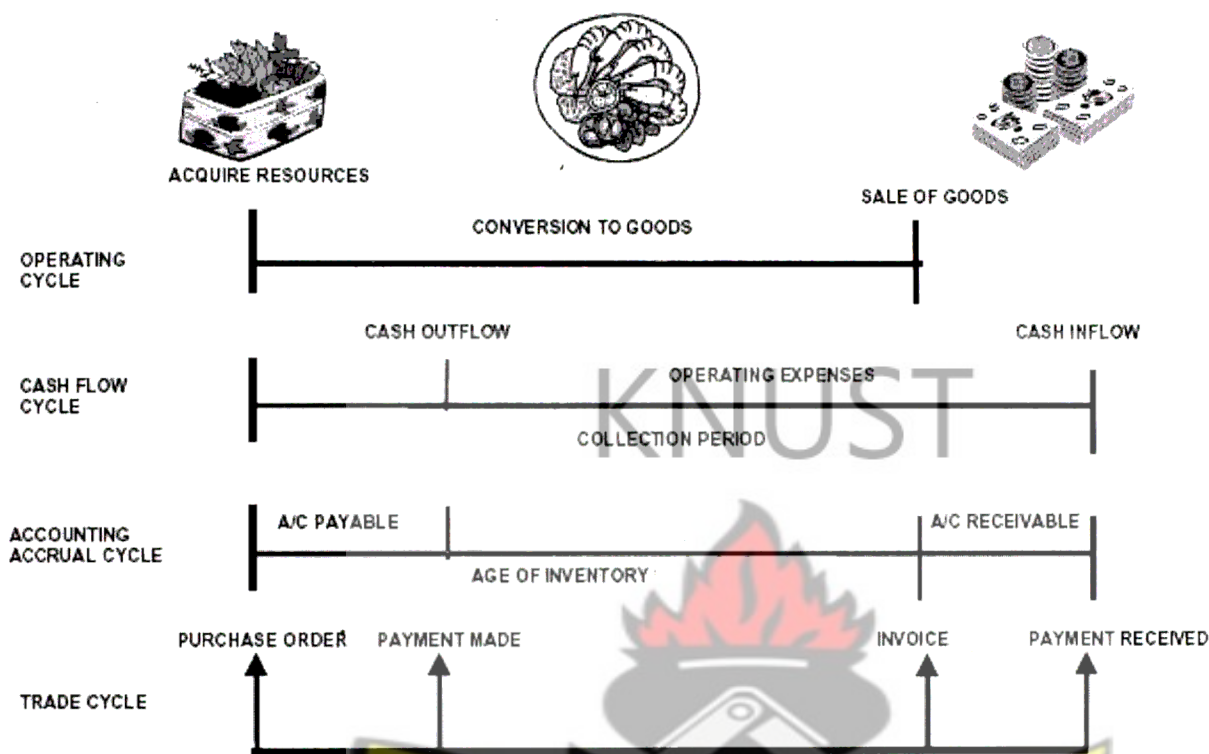 ACQUIRE RESOURCES
SALE OF GOODS
CONVERSION TO GOODS
OPERATING
CYCLE
CASH OUTFLOW
CASH INFLOW
OPERATING EXPENSES
CASH FLOW
CYCLE
KNUST
COLLECTION PERIOD
A/C PAYABLE
A/C RECEIVABLE
ACCOUNTING
ACCRUAL CYCLE
AGE OF INVENTORY
PURCHASE ORDER
PAYMENT MADE
INVOICE
PAYMENT RECEIVED
TRADE CYCLE